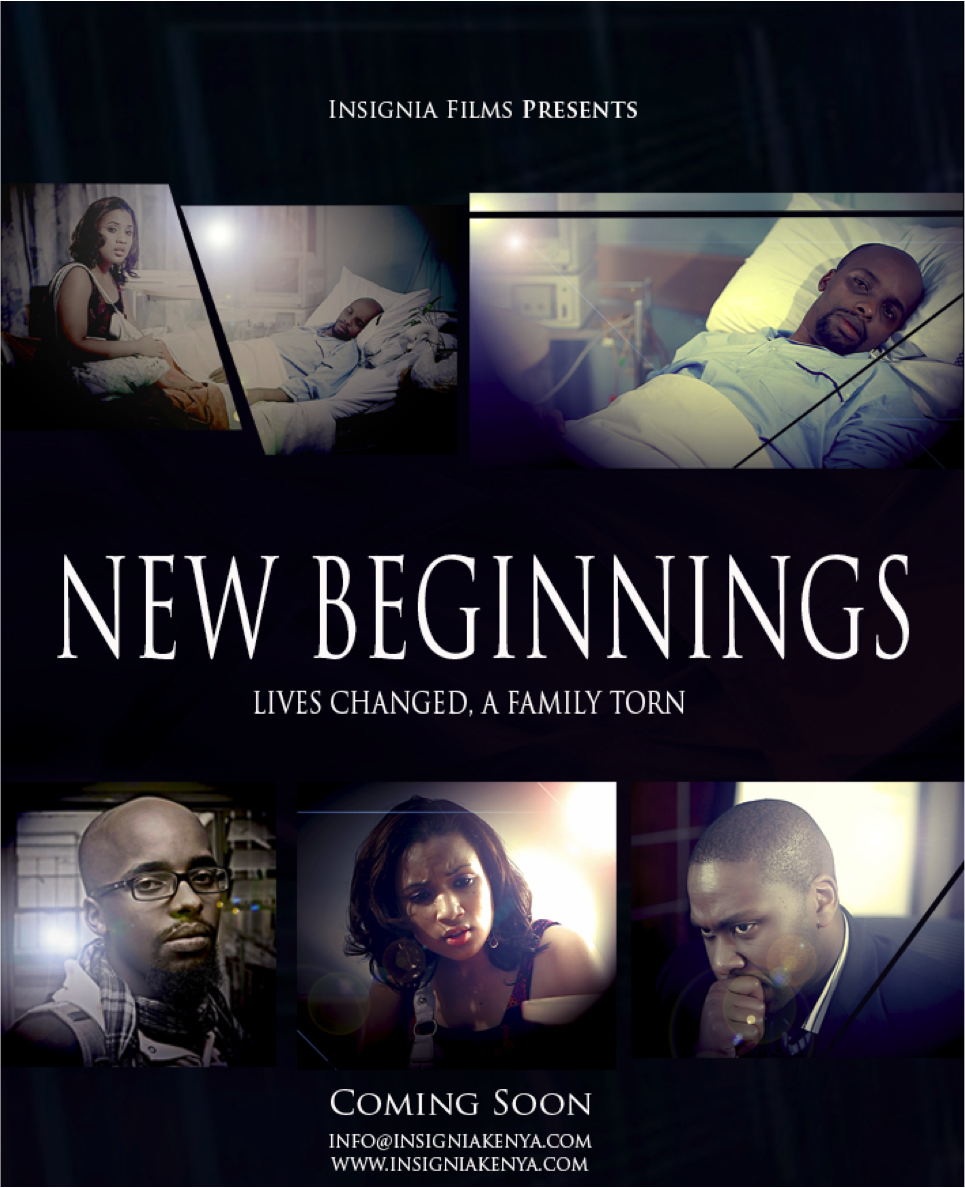 INSIGNIA FILMS PRESENTS
NEW BEGINNINGS
LIVES CHANGED, A FAMILY TORN
COMING SOON
INFO@INSIGNIAKENYA.COM
WWW.INSIGNIAKENYA.COM